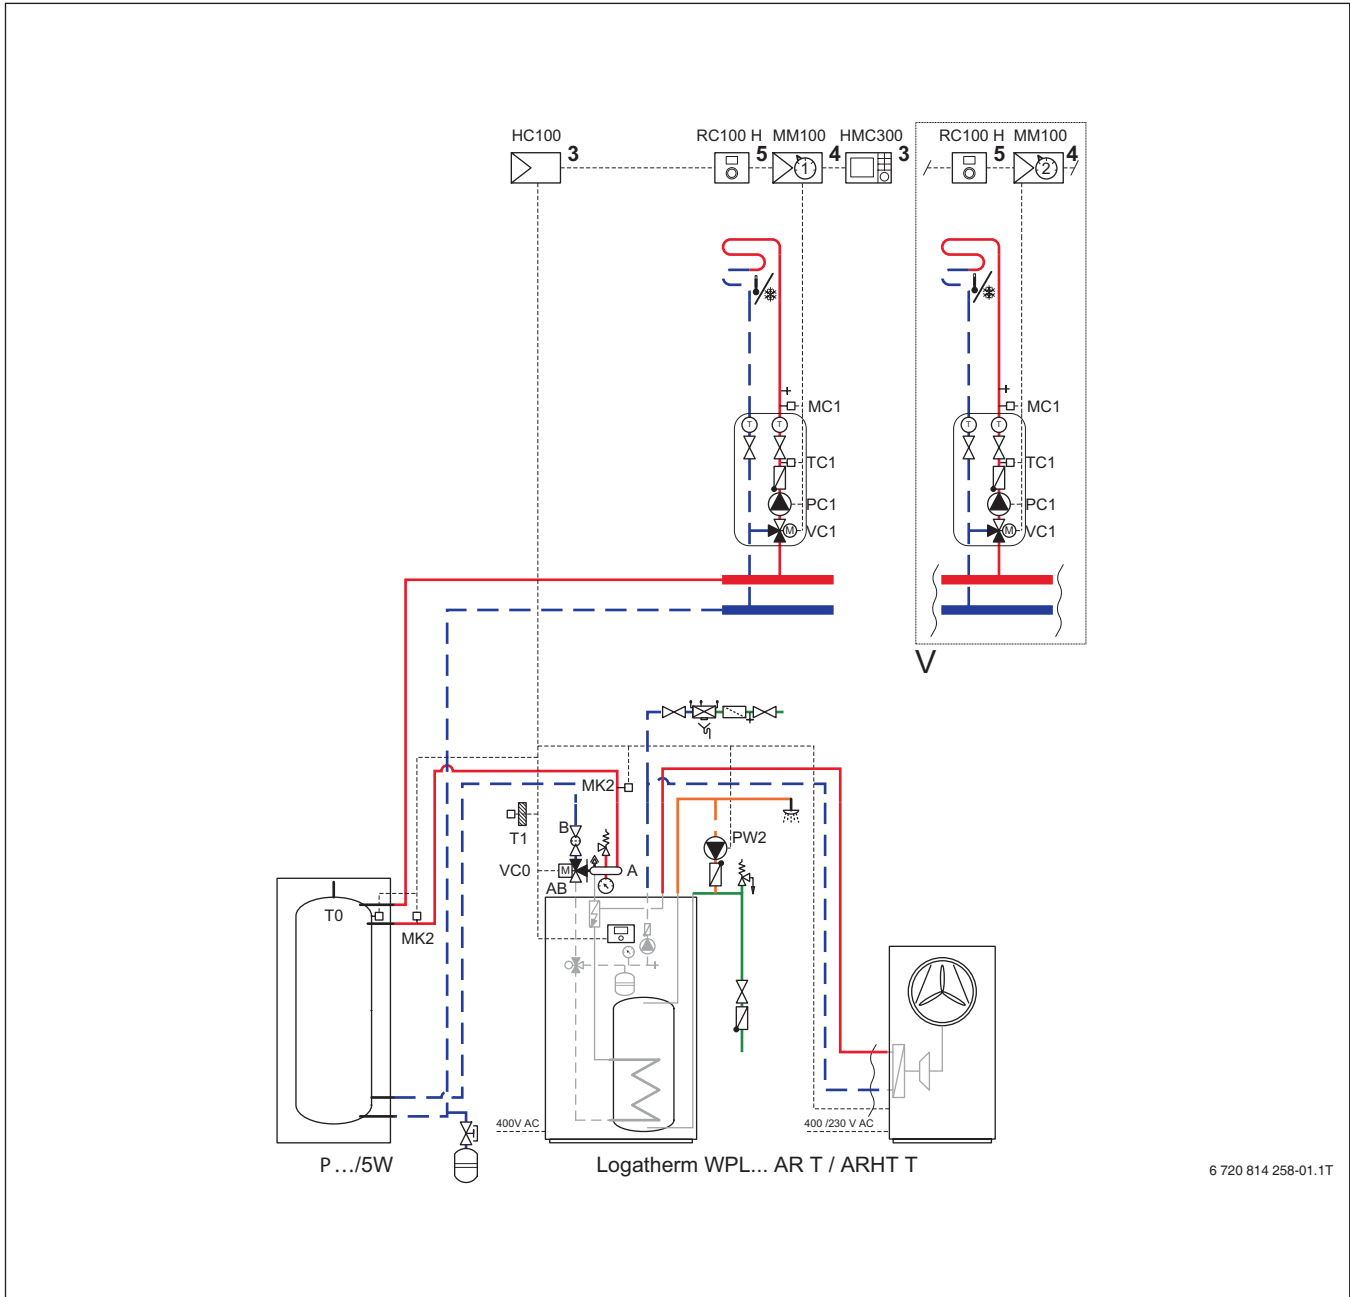 HC100
3
RC100 H
5
MM100
4
HMC300
3
RC100 H
5
MM100
4
1
2
MC1
T T
TC1
PC1
M
VC1
MC1
T T
TC1
PC1
M
VC1
V
MK2
T1
B
PW2
VC0
M
A
AB
T0
MK2
400V AC
400 /230 V AC
P .../5W
Logatherm WPL... AR T / ARHT T
6 720 814 258-01.1T